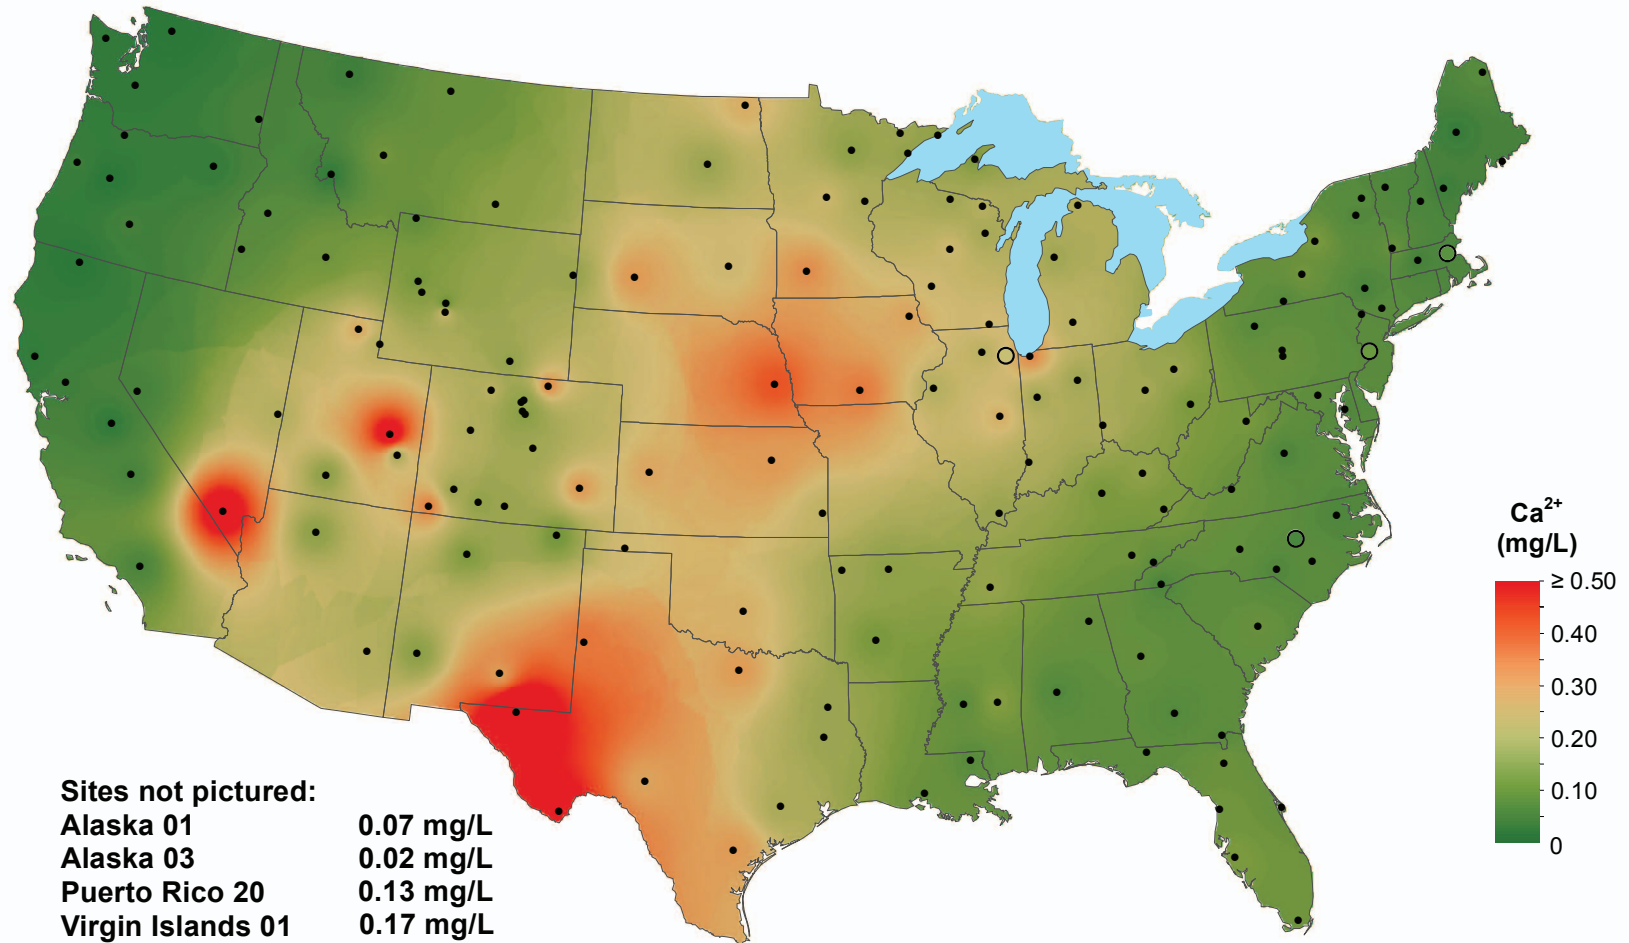 Ca²⁺
(mg/L)
≥ 0.50
0.40
0.30
0.20
0.10
0
Sites not pictured:
Alaska 01 0.07 mg/L
Alaska 03 0.02 mg/L
Puerto Rico 20 0.13 mg/L
Virgin Islands 01 0.17 mg/L